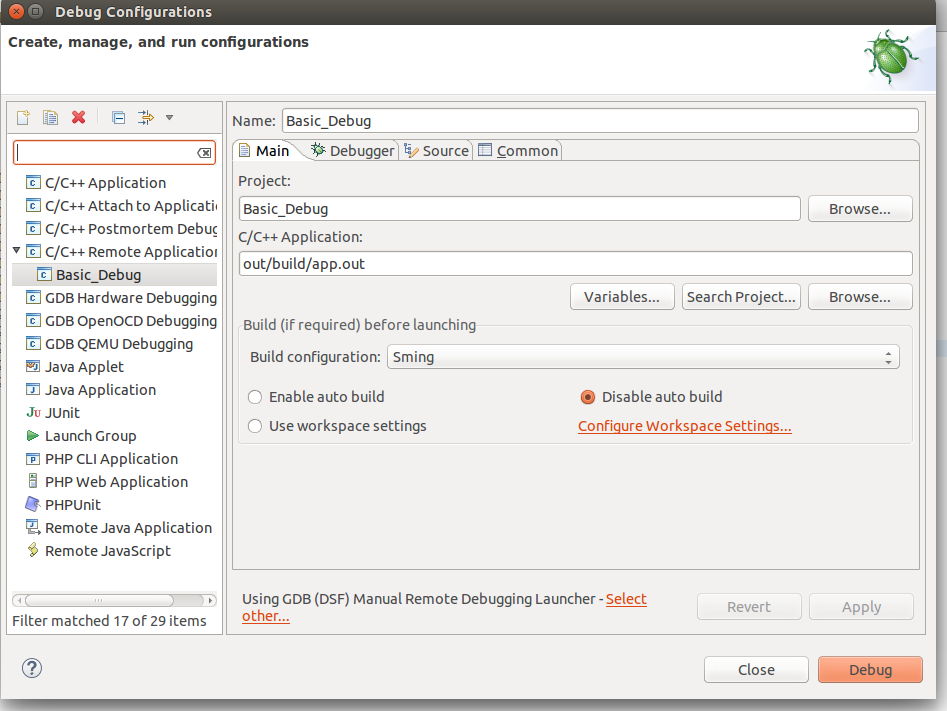 Debug Configurations
Create, manage, and run configurations
C/C++ Application
C/C++ Attach to Applicati
C/C++ Postmortem Debug
C/C++ Remote Application
Basic_Debug
GDB Hardware Debugging
GDB OpenOCD Debugging
GDB QEMU Debugging
Java Applet
Java Application
JUnit
Launch Group
PHP CLI Application
PHP Web Application
PHPUnit
Remote Java Application
Remote JavaScript
Filter matched 17 of 29 items
Name: Basic_Debug
Main Debugger Source Common
Project:
Basic_Debug Browse...
C/C++ Application:
out/build/app.out
Variables... Search Project... Browse...
Build (if required) before launching
Build configuration: Sming
Enable auto build Disable auto build
Use workspace settings Configure Workspace Settings...
Using GDB (DSF) Manual Remote Debugging Launcher - Select
other...
Revert Apply
Close Debug